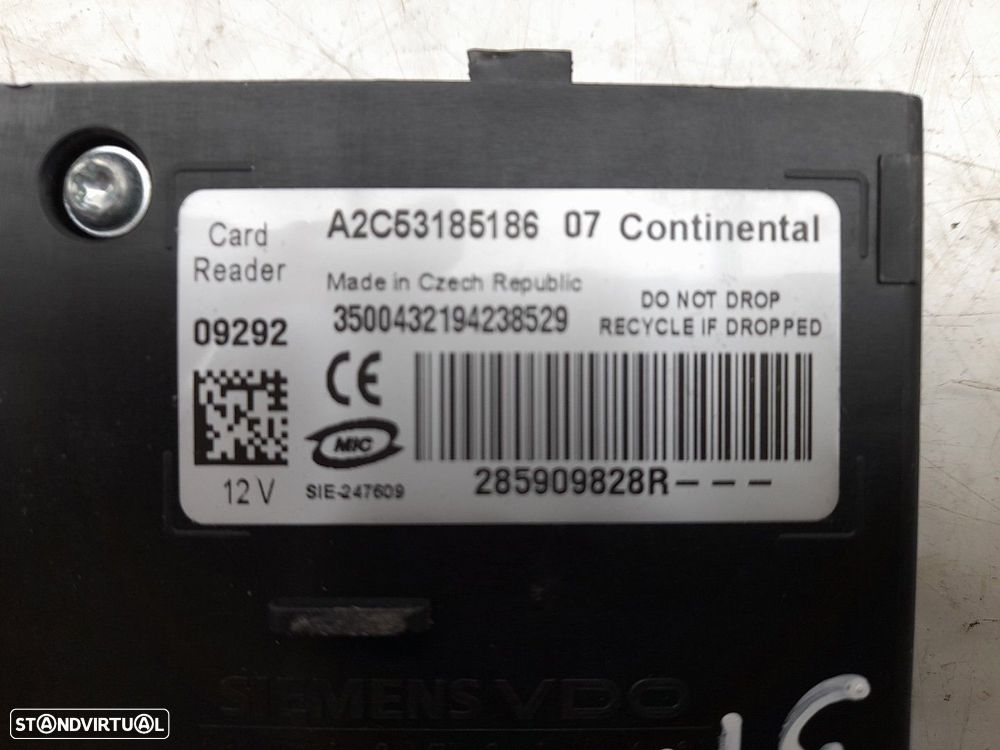 Card
Reader
A2C53185186 07 Continental
Made in Czech Republic
3500432194238529
DO NOT DROP
RECYCLE IF DROPPED
09292
CE
MIC
12 V
SIE-247609
285909828R---
SIEMENS VDO
STANDVIRTUAL